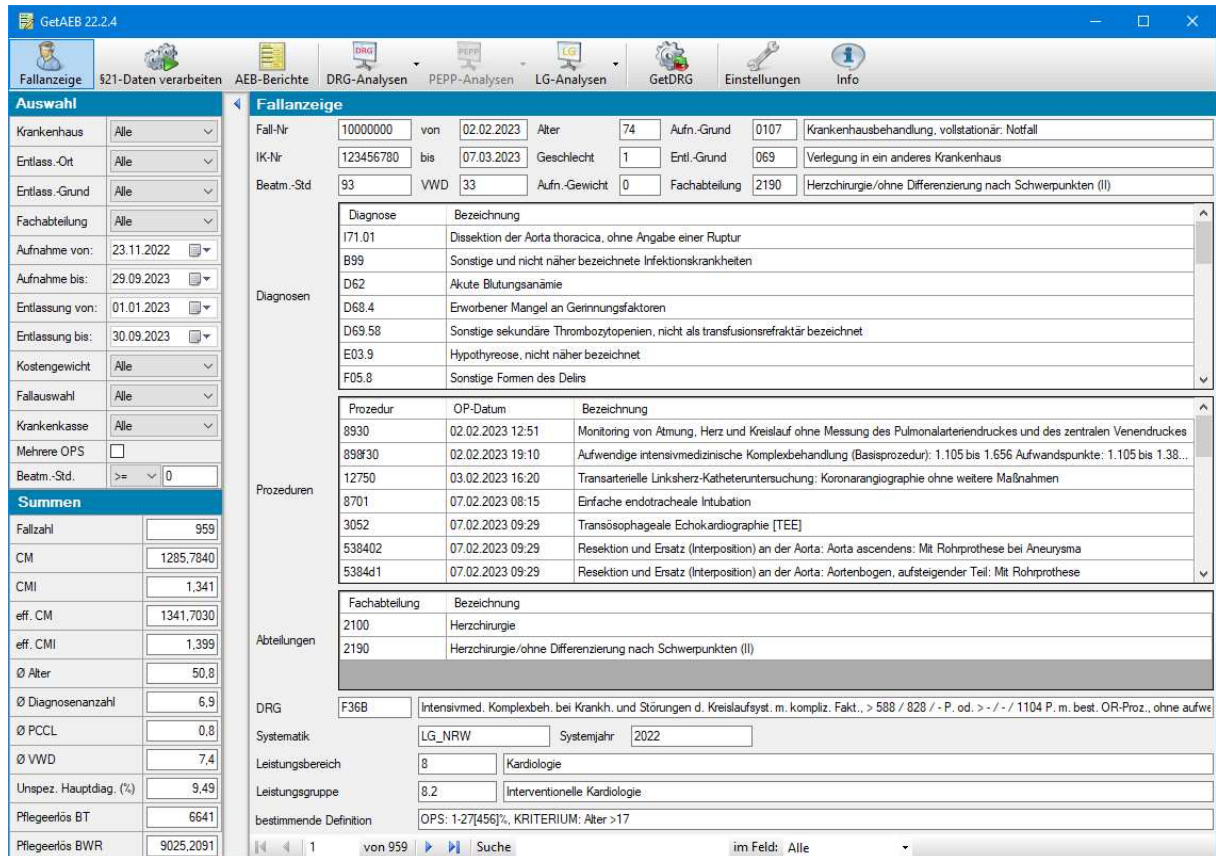 GetAEB 22.2.4
Fallanzeige §21-Daten verarbeiten AEB-Berichte DRG-Analysen PEPP-Analysen LG-Analysen GetDRG Einstellungen Info
DRG PEPP LG
Auswahl
Krankenhaus Alle
Entlass.-Ort Alle
Entlass.-Grund Alle
Fachabteilung Alle
Aufnahme von: 23.11.2022
Aufnahme bis: 29.09.2023
Entlassung von: 01.01.2023
Entlassung bis: 30.09.2023
Kostengewicht Alle
Fallauswahl Alle
Krankenkasse Alle
Mehrere OPS
Beatm.-Std. >= 0
Summen
Fallzahl 959
CM 1285,7840
CMI 1,341
eff. CM 1341,7030
eff. CMI 1,399
Ø Alter 50,8
Ø Diagnosenanzahl 6,9
Ø PCCL 0,8
Ø VWD 7,4
Unspez. Hauptdiag. (%) 9,49
Pflegeerlös BT 6641
Pflegeerlös BWR 9025,2091
Fallanzeige
Fall-Nr 10000000 von 02.02.2023 Alter 74 Aufn.-Grund 0107 Krankenhausbehandlung, vollstationär: Notfall
IK-Nr 123456780 bis 07.03.2023 Geschlecht 1 Entl.-Grund 069 Verlegung in ein anderes Krankenhaus
Beatm.-Std 93 VWD 33 Aufn.-Gewicht 0 Fachabteilung 2190 Herzchirurgie/ohne Differenzierung nach Schwerpunkten (II)
Diagnosen
Diagnose Bezeichnung
I71.01 Dissektion der Aorta thoracica, ohne Angabe einer Ruptur
B99 Sonstige und nicht näher bezeichnete Infektionskrankheiten
D62 Akute Blutungsanämie
D68.4 Erworbener Mangel an Gerinnungsfaktoren
D69.58 Sonstige sekundäre Thrombozytopenien, nicht als transfusionsrefraktär bezeichnet
E03.9 Hypothyreose, nicht näher bezeichnet
F05.8 Sonstige Formen des Delirs
Prozeduren
Prozedur OP-Datum Bezeichnung
8930 02.02.2023 12:51 Monitoring von Atmung, Herz und Kreislauf ohne Messung des Pulmonalarteriendruckes und des zentralen Venendruckes
898f30 02.02.2023 19:10 Aufwendige intensivmedizinische Komplexbehandlung (Basisprozedur): 1.105 bis 1.656 Aufwandspunkte: 1.105 bis 1.38...
12750 03.02.2023 16:20 Transarterielle Linksherz-Katheteruntersuchung: Koronarangiographie ohne weitere Maßnahmen
8701 07.02.2023 08:15 Einfache endotracheale Intubation
3052 07.02.2023 09:29 Transösophageale Echokardiographie [TEE]
538402 07.02.2023 09:29 Resektion und Ersatz (Interposition) an der Aorta: Aorta ascendens: Mit Rohrprothese bei Aneurysma
5384d1 07.02.2023 09:29 Resektion und Ersatz (Interposition) an der Aorta: Aortenbogen, aufsteigender Teil: Mit Rohrprothese
Abteilungen
Fachabteilung Bezeichnung
2100 Herzchirurgie
2190 Herzchirurgie/ohne Differenzierung nach Schwerpunkten (II)
DRG F36B Intensivmed. Komplexbeh. bei Krankh. und Störungen d. Kreislaufsyst. m. kompliz. Fakt., > 588 / 828 / - P. od. > - / - / 1104 P. m. best. OR-Proz., ohne aufwe
Systematik LG_NRW Systemjahr 2022
Leistungsbereich 8 Kardiologie
Leistungsgruppe 8.2 Interventionelle Kardiologie
bestimmende Definition OPS: 1-27[456]%, KRITERIUM: Alter >17
1 von 959 Suche im Feld: Alle